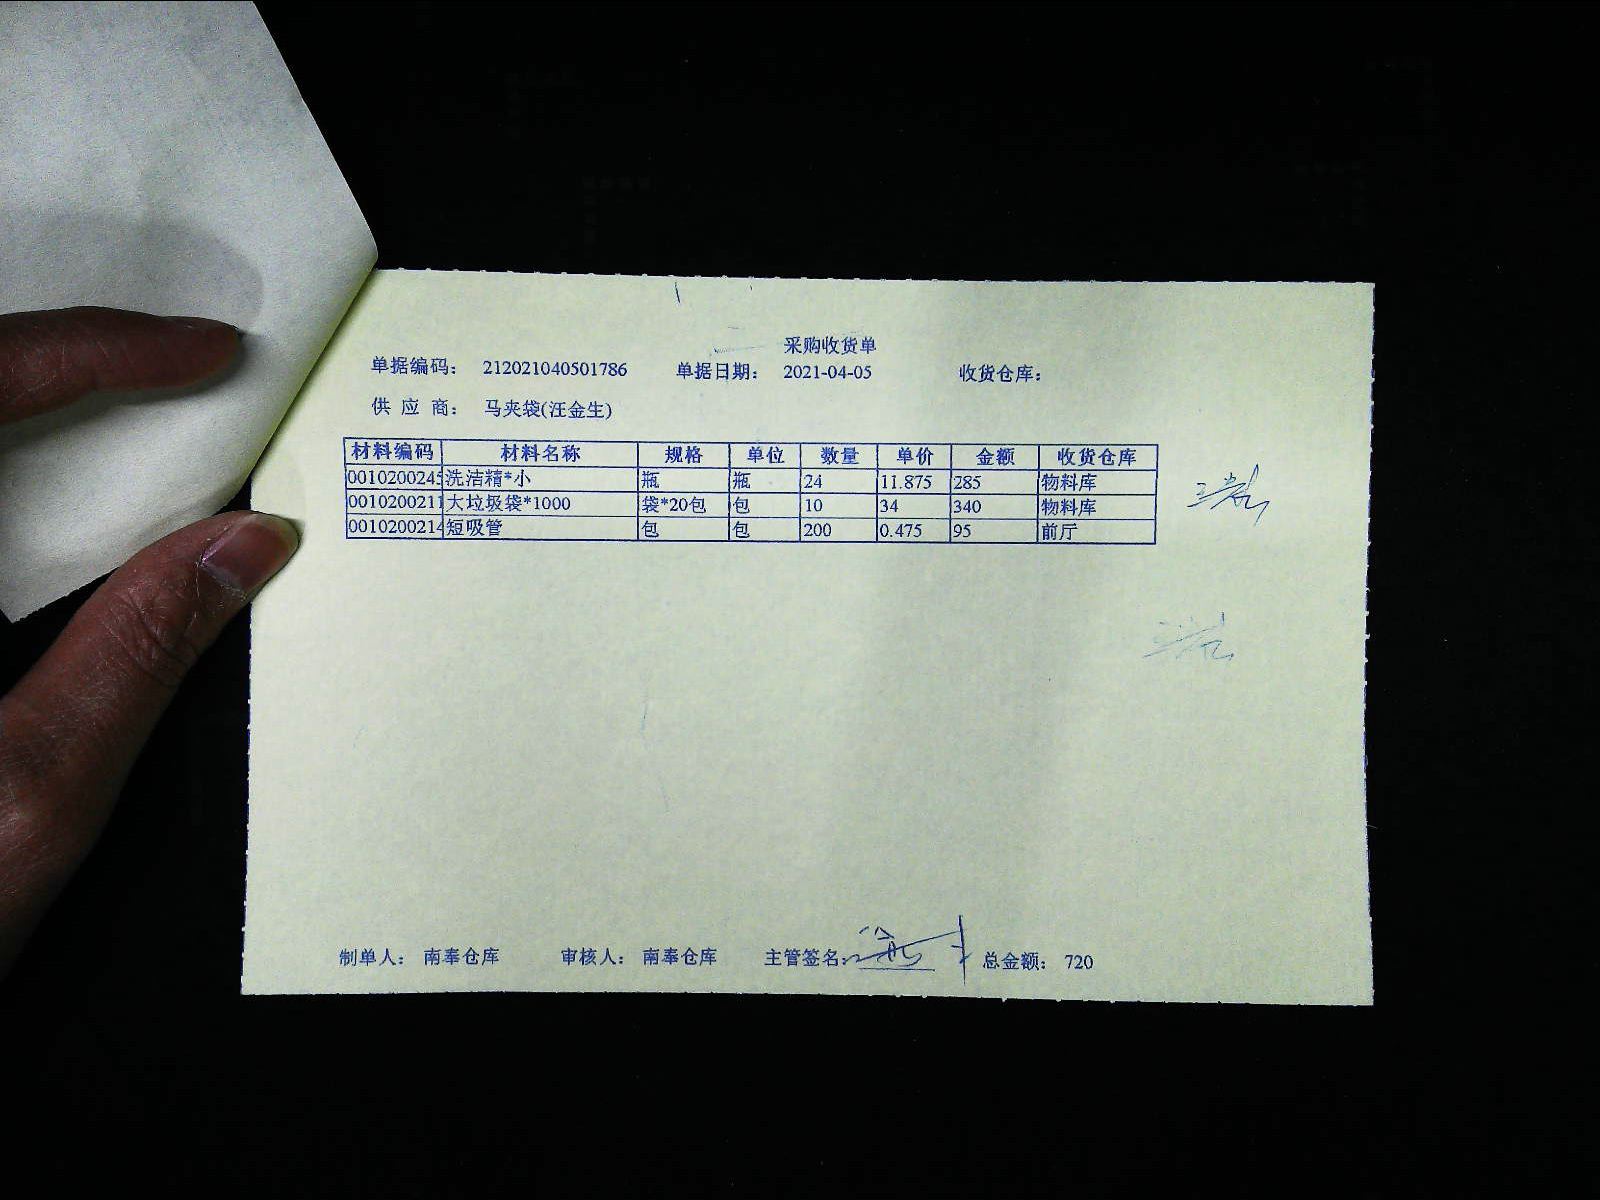 采购收货单
单据编码： 212021040501786 单据日期： 2021-04-05 收货仓库：
供 应 商： 马夹袋(汪金生)
材料编码 材料名称 规格 单位 数量 单价 金额 收货仓库
0010200245 洗洁精*小 瓶 瓶 24 11.875 285 物料库
0010200211 大垃圾袋*1000 袋*20包 包 10 34 340 物料库
0010200214 短吸管 包 包 200 0.475 95 前厅
制单人： 南奉仓库 审核人： 南奉仓库 主管签名： 总金额： 720